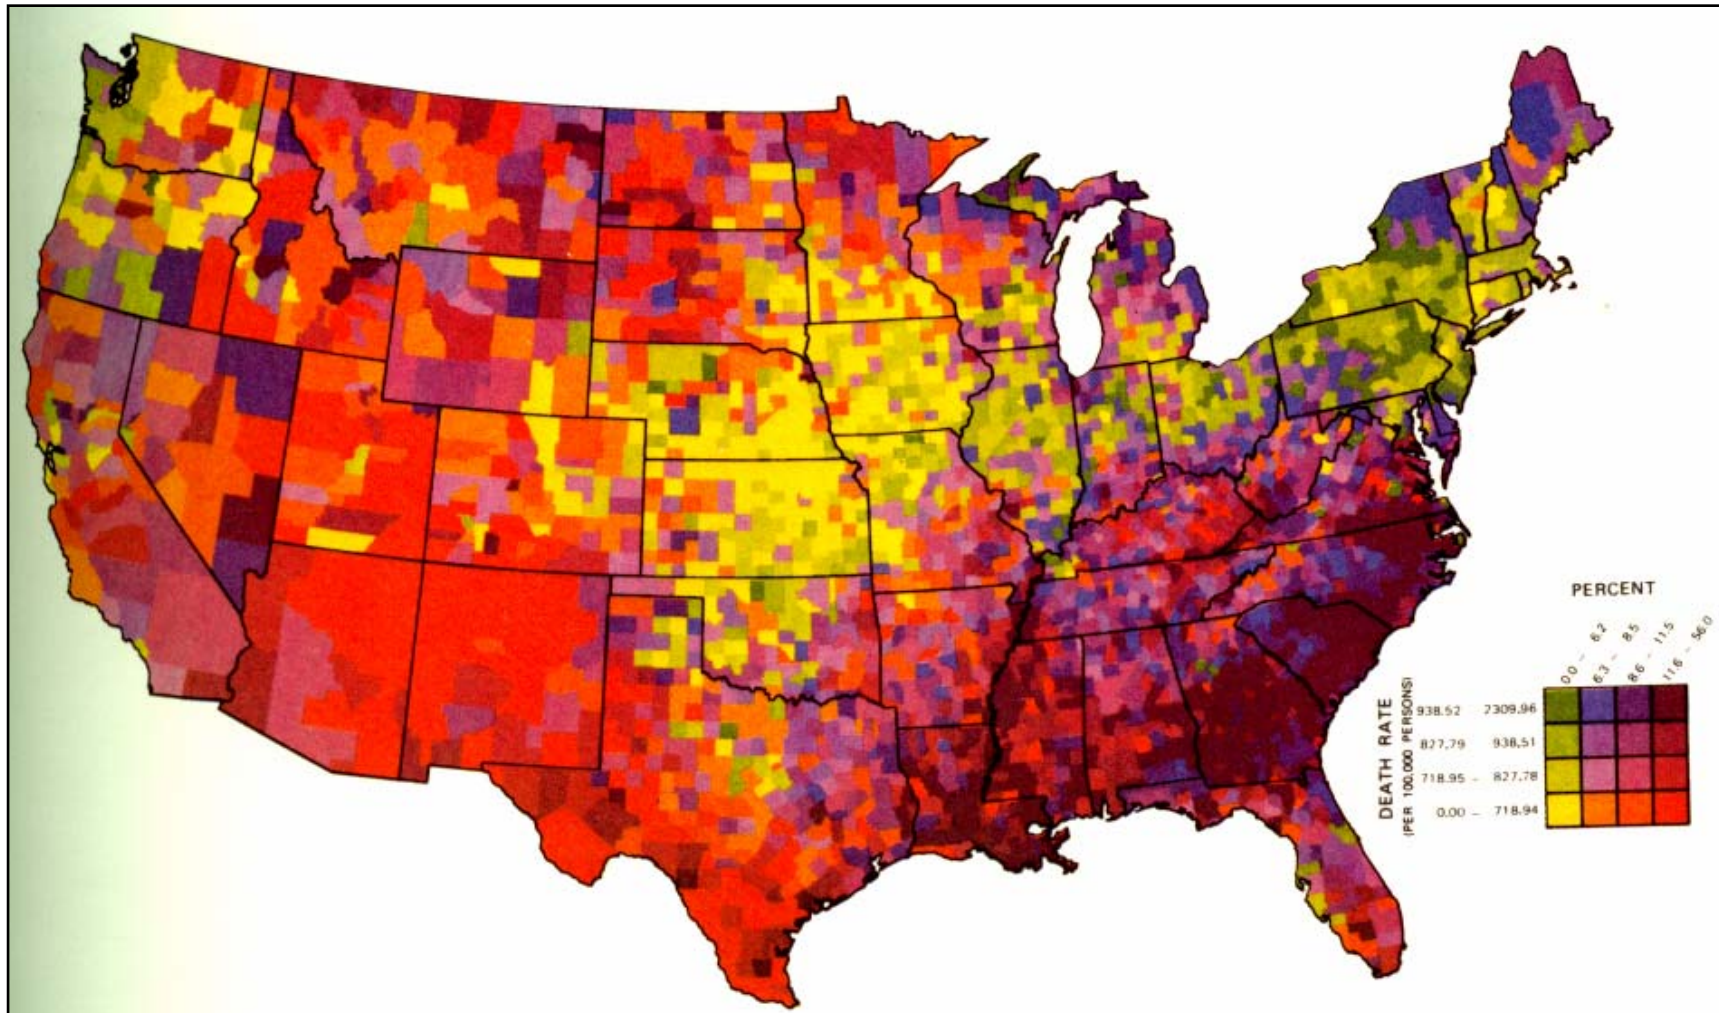 PERCENT
0.0 – 6.2
6.3 – 8.5
8.6 – 11.5
11.6 – 56.0
DEATH RATE
(PER 100,000 PERSONS)
938.52 2309.96
827.79 938.51
718.95 – 827.78
0.00 – 718.94